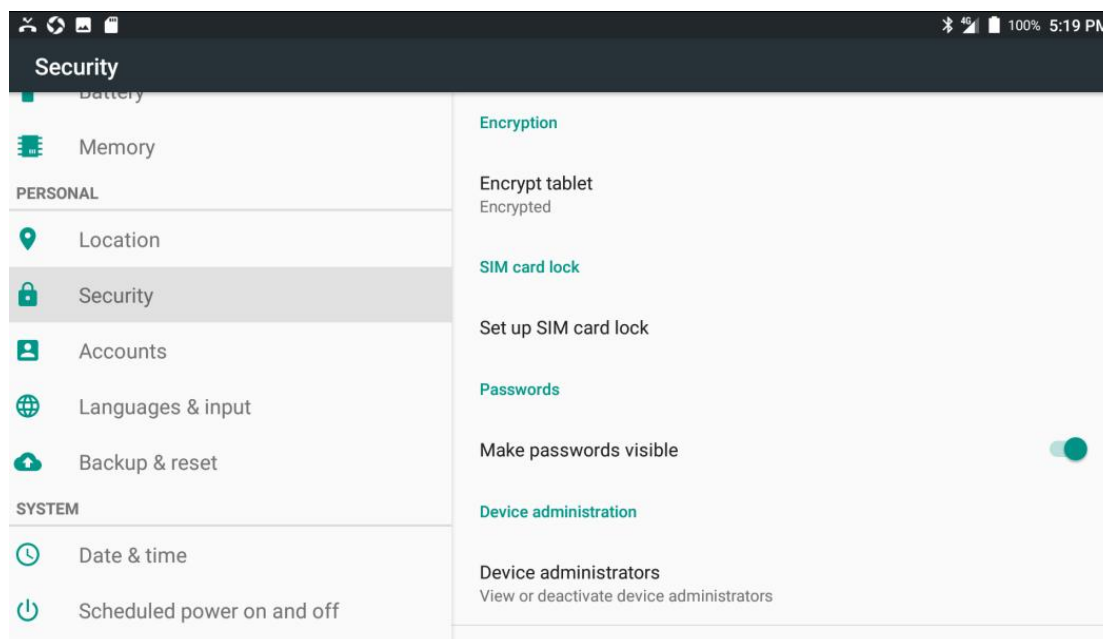 4G 100% 5:19 PM
Security
Battery
Memory
PERSONAL
Location
Security
Accounts
Languages & input
Backup & reset
SYSTEM
Date & time
Scheduled power on and off
Encryption
Encrypt tablet
Encrypted
SIM card lock
Set up SIM card lock
Passwords
Make passwords visible
Device administration
Device administrators
View or deactivate device administrators